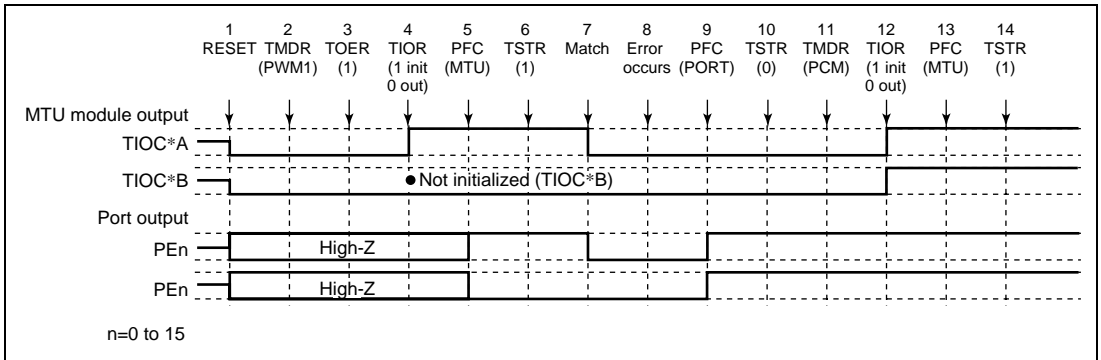 1 2 3 4 5 6 7 8 9 10 11 12 13 14
RESET TMDR TOER TIOR PFC TSTR Match Error PFC TSTR TMDR TIOR PFC TSTR
(PWM1) (1) (1 init (MTU) (1) occurs (PORT) (0) (PCM) (1 init (MTU) (1)
0 out) 0 out)
MTU module output
TIOC*A
TIOC*B
• Not initialized (TIOC*B)
Port output
PEn
High-Z
PEn
High-Z
n=0 to 15